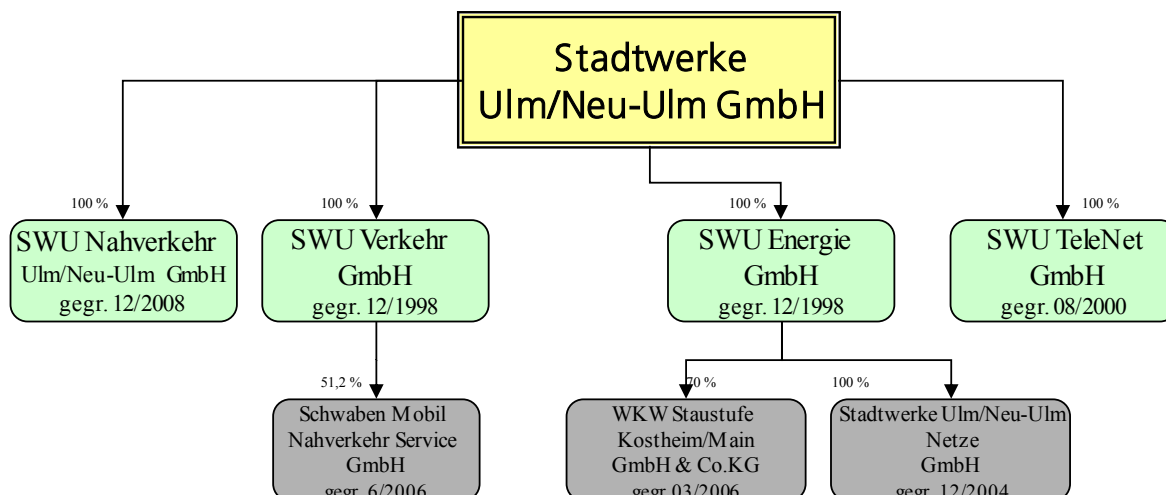 Stadtwerke
Ulm/Neu-Ulm GmbH
100 %
100 %
100 %
100 %
SWU Nahverkehr
Ulm/Neu-Ulm GmbH
gegr. 12/2008
SWU Verkehr
GmbH
gegr. 12/1998
SWU Energie
GmbH
gegr. 12/1998
SWU TeleNet
GmbH
gegr. 08/2000
51,2 %
70 %
100 %
Schwaben Mobil
Nahverkehr Service
GmbH
gegr. 6/2006
WKW Staustufe
Kostheim/Main
GmbH & Co.KG
gegr.03/2006
Stadtwerke Ulm/Neu-Ulm
Netze
GmbH
gegr. 12/2004